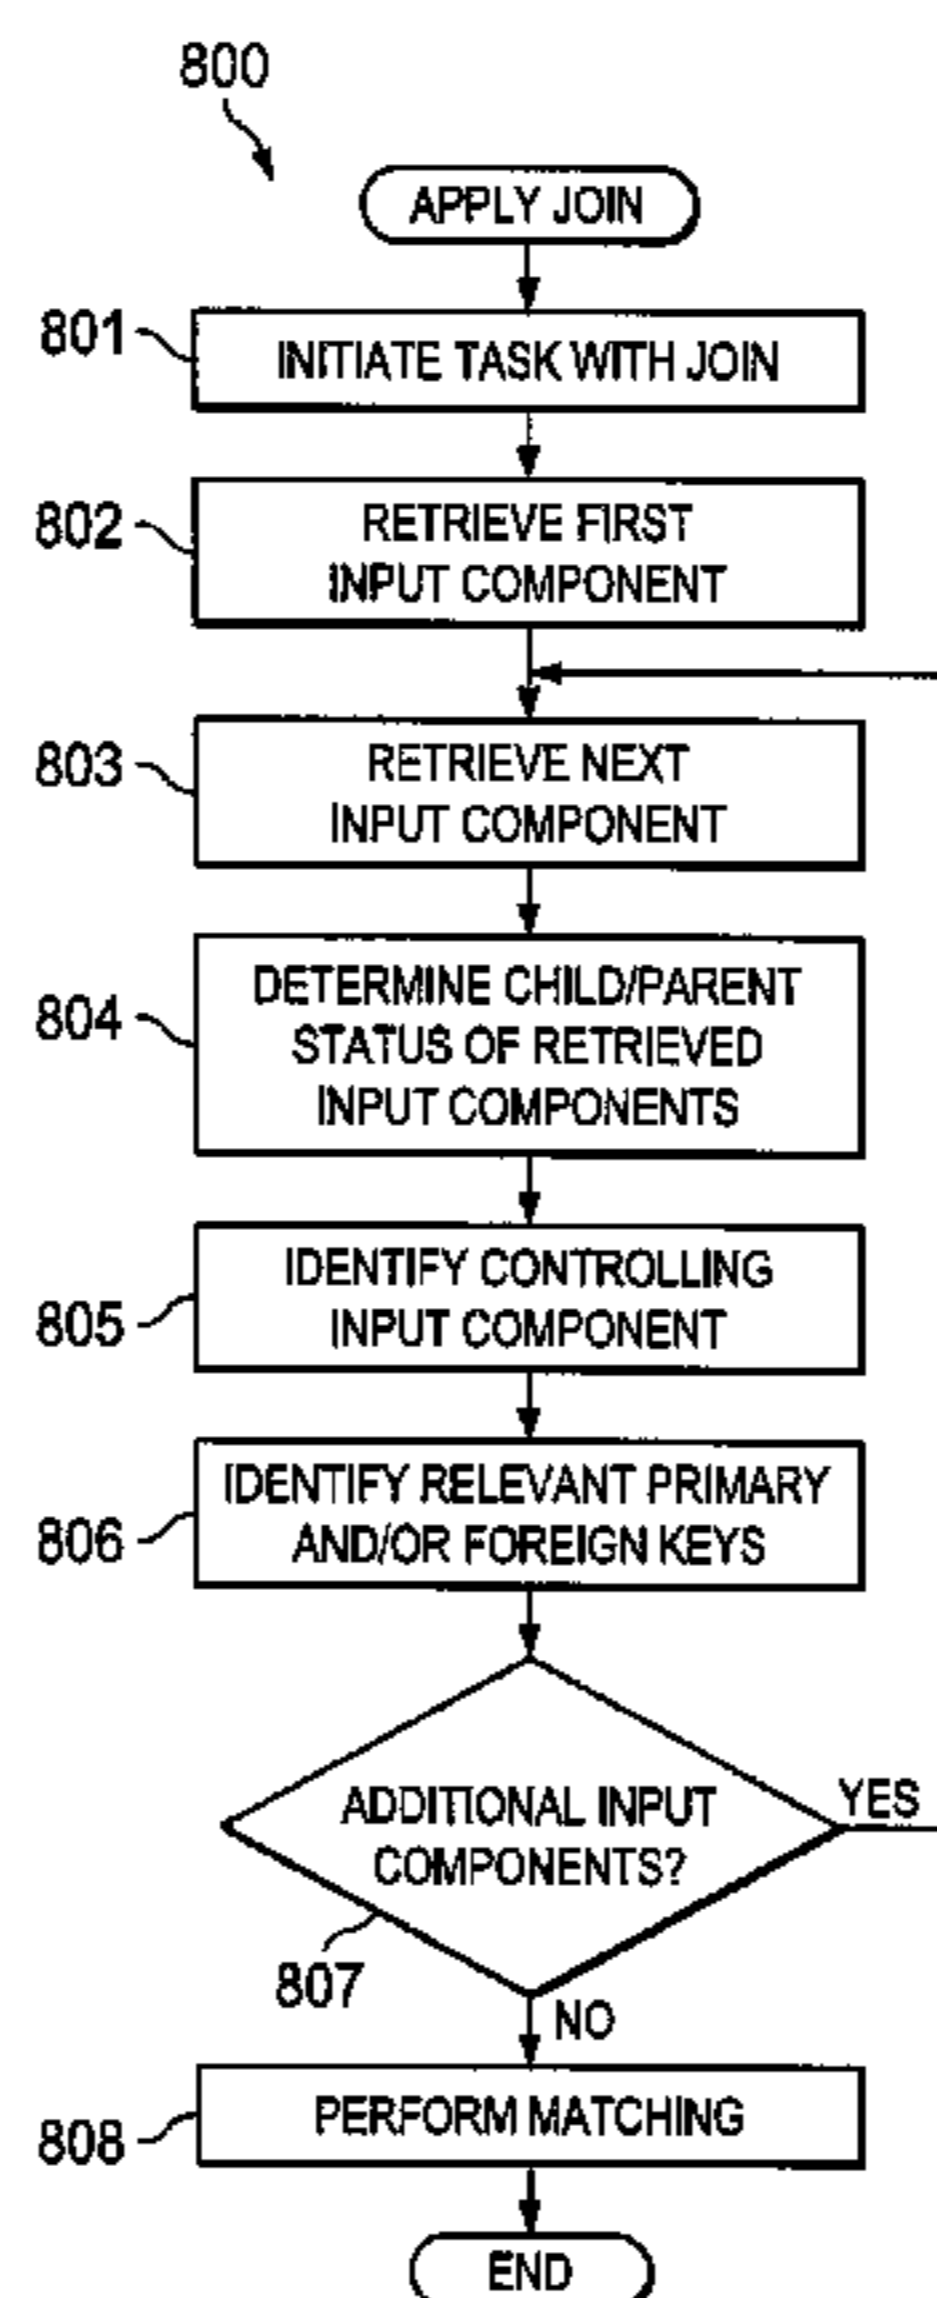 800
APPLY JOIN
801
INITIATE TASK WITH JOIN
802
RETRIEVE FIRST
INPUT COMPONENT
803
RETRIEVE NEXT
INPUT COMPONENT
804
DETERMINE CHILD/PARENT
STATUS OF RETRIEVED
INPUT COMPONENTS
805
IDENTIFY CONTROLLING
INPUT COMPONENT
806
IDENTIFY RELEVANT PRIMARY
AND/OR FOREIGN KEYS
ADDITIONAL INPUT
COMPONENTS?
YES
807
NO
808
PERFORM MATCHING
END